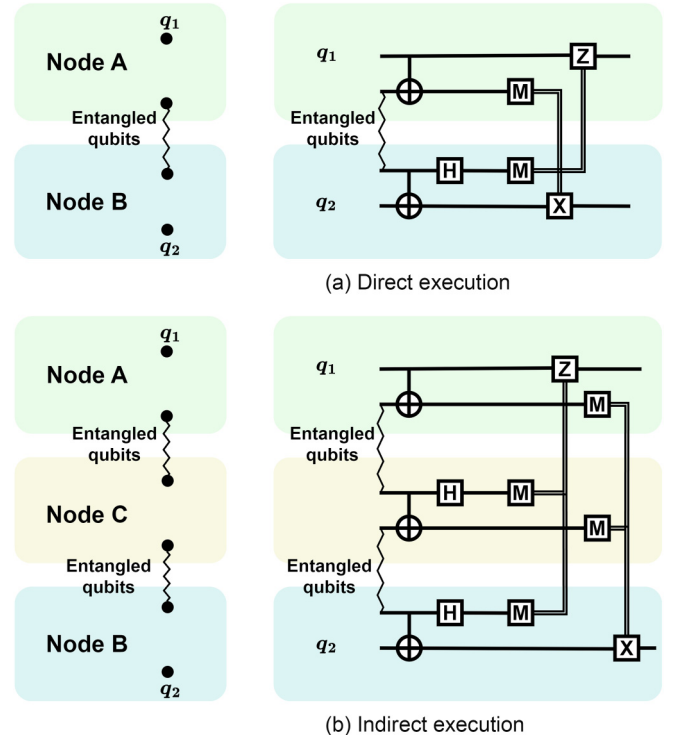 q₁
Node A
Entangled
qubits
Node B
q₂
q₁
Z
M
Entangled
qubits
H
M
q₂
X
(a) Direct execution
q₁
Node A
Entangled
qubits
Node C
Entangled
qubits
Node B
q₂
q₁
Z
M
Entangled
qubits
H
M
M
Entangled
qubits
H
M
q₂
X
(b) Indirect execution